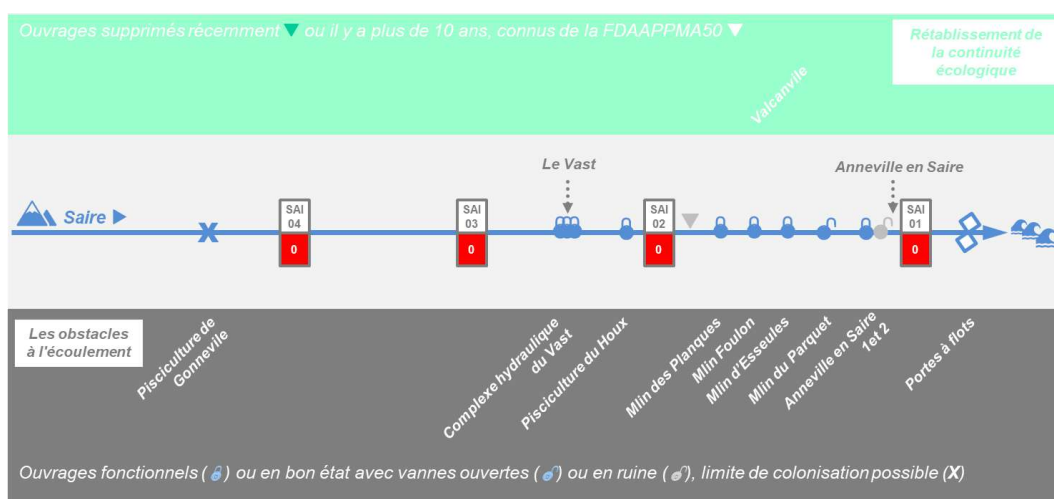 Ouvrages supprimés récemment ▼ ou il y a plus de 10 ans, connus de la FDAAPPMA50 ▼
Rétablissement de
la continuité
écologique
Valcanvile
Le Vast
Anneville en Saire
Saire
SAI
04
0
SAI
03
0
SAI
02
0
SAI
01
0
X
Les obstacles
à l'écoulement
Pisciculture de
Gonnevile
Complexe hydraulique
du Vast
Pisciculture du Houx
Mlin des Planques
Mlin Foulon
Mlin d'Esseules
Mlin du Parquet
Anneville en Saire
1et 2
Portes à flots
Ouvrages fonctionnels ( ) ou en bon état avec vannes ouvertes ( ) ou en ruine ( ), limite de colonisation possible (X)